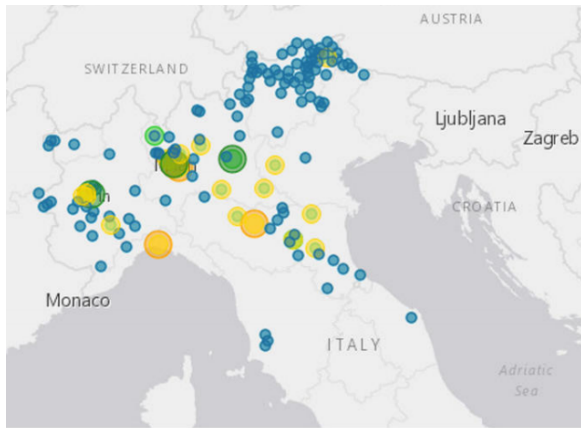 AUSTRIA
SWITZERLAND
Ljubljana
Zagreb
CROATIA
Monaco
ITALY
Adriatic
Sea